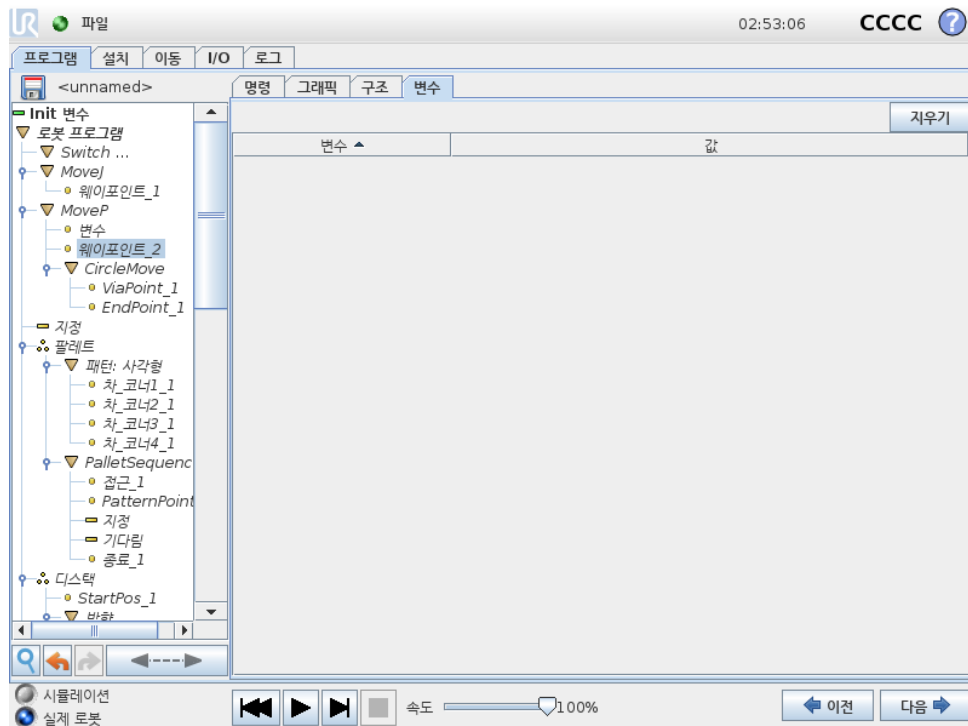 UR 파일 02:53:06 CCCC ?
프로그램 설치 이동 I/O 로그
<unnamed> 명령 그래픽 구조 변수
지우기
변수 값
Init 변수
로봇 프로그램
Switch ...
MoveJ
웨이포인트_1
MoveP
변수
웨이포인트_2
CircleMove
ViaPoint_1
EndPoint_1
지정
팔레트
패턴: 사각형
차_코너1_1
차_코너2_1
차_코너3_1
차_코너4_1
PalletSequenc
접근_1
PatternPoint
지정
기다림
종료_1
디스택
StartPos_1
방향
시뮬레이션
실제 로봇
속도 100% 이전 다음